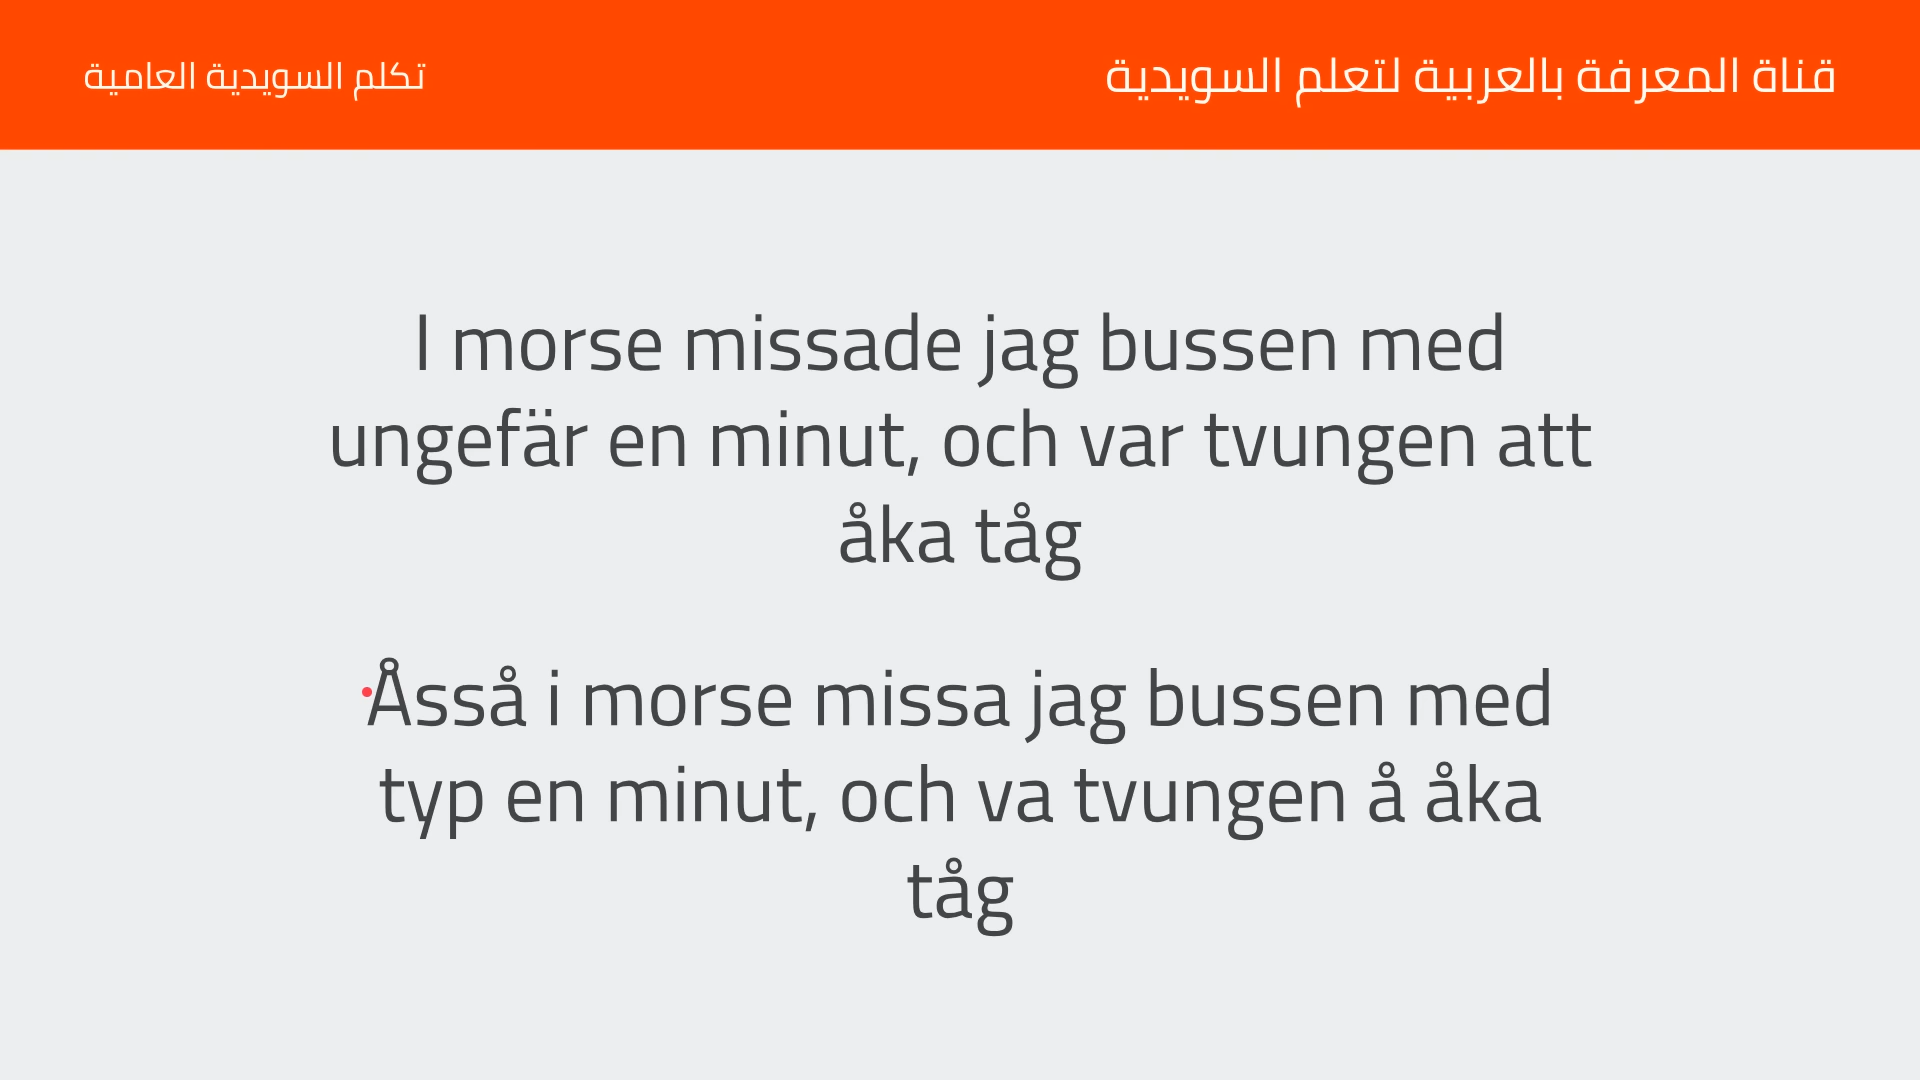 قناة المعرفة بالعربية لتعلم السويدية
تكلم السويدية العامية
I morse missade jag bussen med
ungefär en minut, och var tvungen att
åka tåg
Åsså i morse missa jag bussen med
typ en minut, och va tvungen å åka
tåg